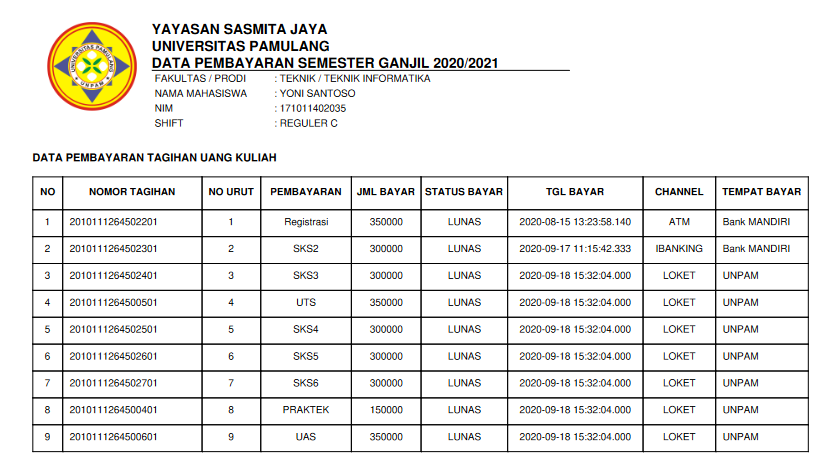 YAYASAN SASMITA JAYA
UNIVERSITAS PAMULANG
DATA PEMBAYARAN SEMESTER GANJIL 2020/2021
FAKULTAS / PRODI : TEKNIK / TEKNIK INFORMATIKA
NAMA MAHASISWA : YONI SANTOSO
NIM : 171011402035
SHIFT : REGULER C
UNIVERSITAS PAMULANG
UNPAM
DATA PEMBAYARAN TAGIHAN UANG KULIAH
NO NOMOR TAGIHAN NO URUT PEMBAYARAN JML BAYAR STATUS BAYAR TGL BAYAR CHANNEL TEMPAT BAYAR
1 2010111264502201 1 Registrasi 350000 LUNAS 2020-08-15 13:23:58.140 ATM Bank MANDIRI
2 2010111264502301 2 SKS2 300000 LUNAS 2020-09-17 11:15:42.333 IBANKING Bank MANDIRI
3 2010111264502401 3 SKS3 300000 LUNAS 2020-09-18 15:32:04.000 LOKET UNPAM
4 2010111264500501 4 UTS 350000 LUNAS 2020-09-18 15:32:04.000 LOKET UNPAM
5 2010111264502501 5 SKS4 300000 LUNAS 2020-09-18 15:32:04.000 LOKET UNPAM
6 2010111264502601 6 SKS5 300000 LUNAS 2020-09-18 15:32:04.000 LOKET UNPAM
7 2010111264502701 7 SKS6 300000 LUNAS 2020-09-18 15:32:04.000 LOKET UNPAM
8 2010111264500401 8 PRAKTEK 150000 LUNAS 2020-09-18 15:32:04.000 LOKET UNPAM
9 2010111264500601 9 UAS 350000 LUNAS 2020-09-18 15:32:04.000 LOKET UNPAM